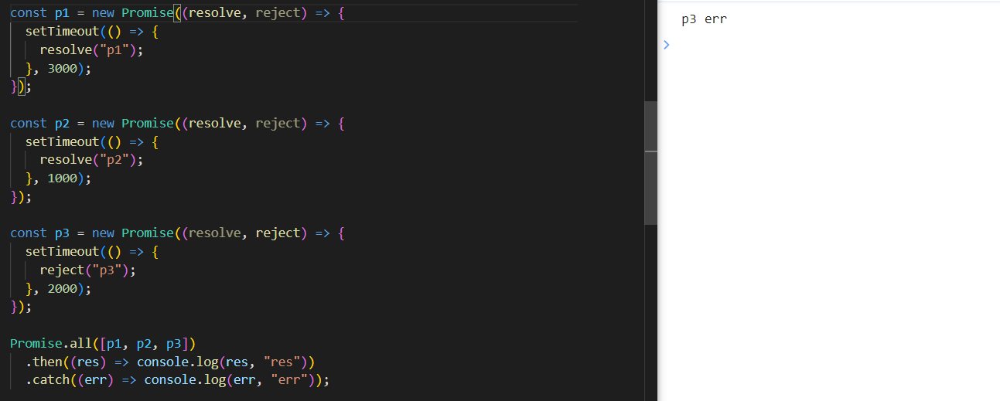 const p1 = new Promise((resolve, reject) => {
  setTimeout(() => {
    resolve("p1");
  }, 3000);
});

const p2 = new Promise((resolve, reject) => {
  setTimeout(() => {
    resolve("p2");
  }, 1000);
});

const p3 = new Promise((resolve, reject) => {
  setTimeout(() => {
    reject("p3");
  }, 2000);
});

Promise.all([p1, p2, p3])
  .then((res) => console.log(res, "res"))
  .catch((err) => console.log(err, "err"));
p3 err